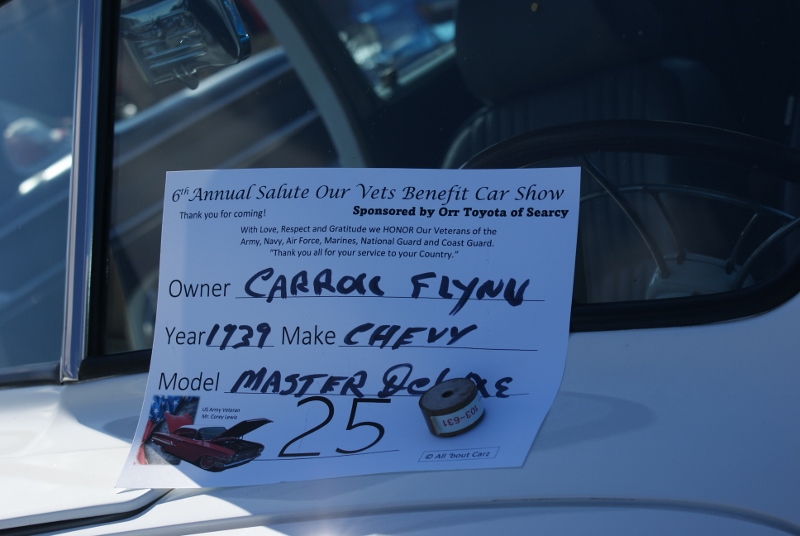 6th Annual Salute Our Vets Benefit Car Show
Thank you for coming! Sponsored by Orr Toyota of Searcy
With Love, Respect and Gratitude we HONOR Our Veterans of the
Army, Navy, Air Force, Marines, National Guard and Coast Guard.
"Thank you all for your service to your Country."
Owner CARROLL FLYNN
Year 1939 Make CHEVY
Model MASTER DELUXE
US Army Veteran
Mr. Corey Lewis
25
103-631
© All 'bout Carz